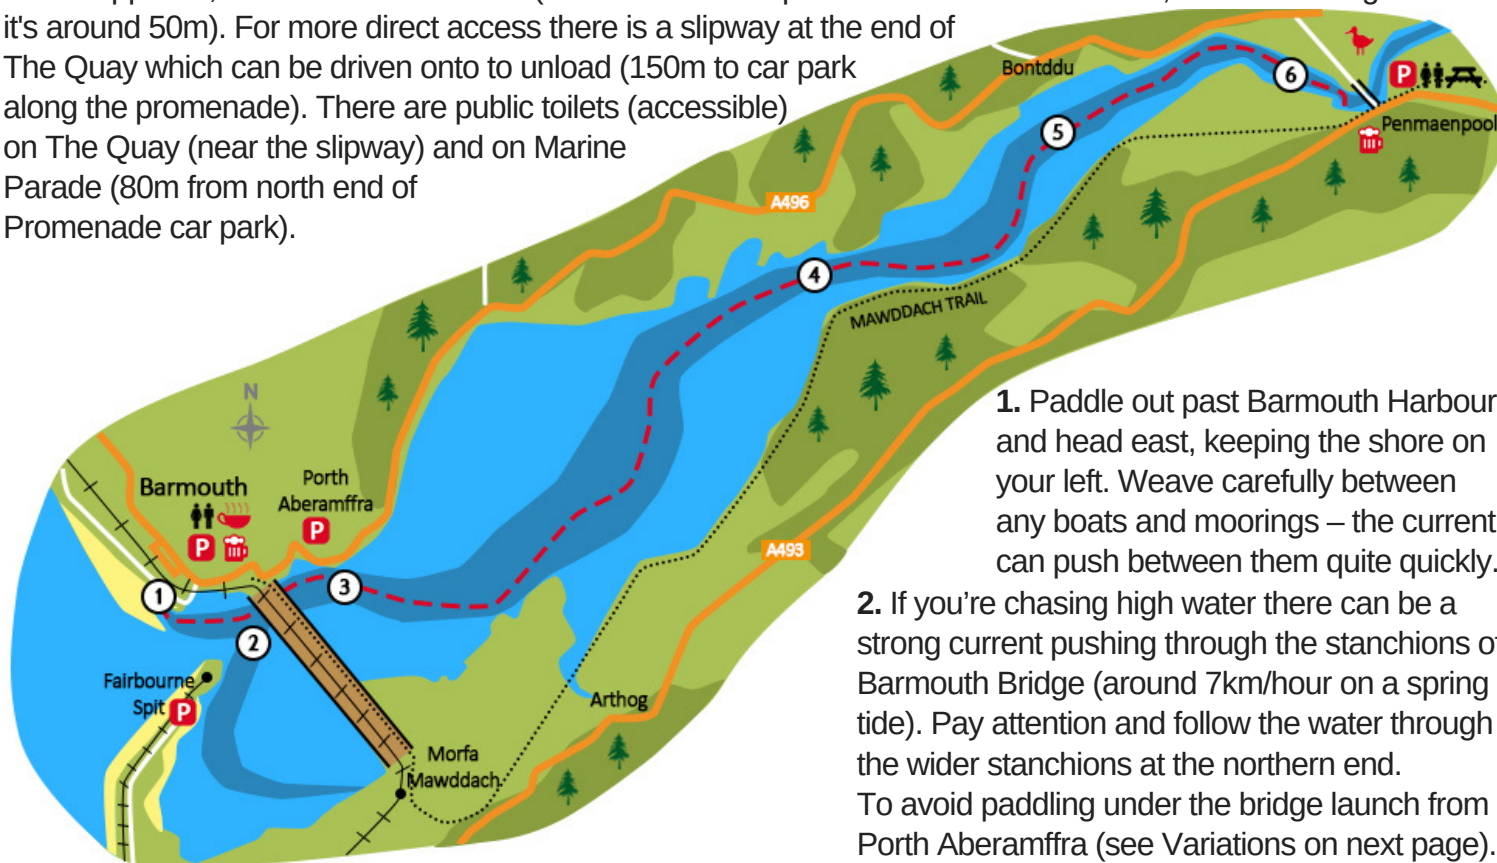 it's around 50m). For more direct access there is a slipway at the end of
The Quay which can be driven onto to unload (150m to car park
along the promenade). There are public toilets (accessible)
on The Quay (near the slipway) and on Marine
Parade (80m from north end of
Promenade car park).
Bontddu
6
P
5
Penmaenpool
A496
4
MAWDDACH TRAIL
N
Barmouth
Porth
Aberamffra
P
P
A493
1
3
2
Fairbourne
Spit
P
Arthog
Morfa
Mawddach
1. Paddle out past Barmouth Harbour
and head east, keeping the shore on
your left. Weave carefully between
any boats and moorings – the current
can push between them quite quickly.
2. If you’re chasing high water there can be a
strong current pushing through the stanchions of
Barmouth Bridge (around 7km/hour on a spring
tide). Pay attention and follow the water through
the wider stanchions at the northern end.
To avoid paddling under the bridge launch from
Porth Aberamffra (see Variations on next page).